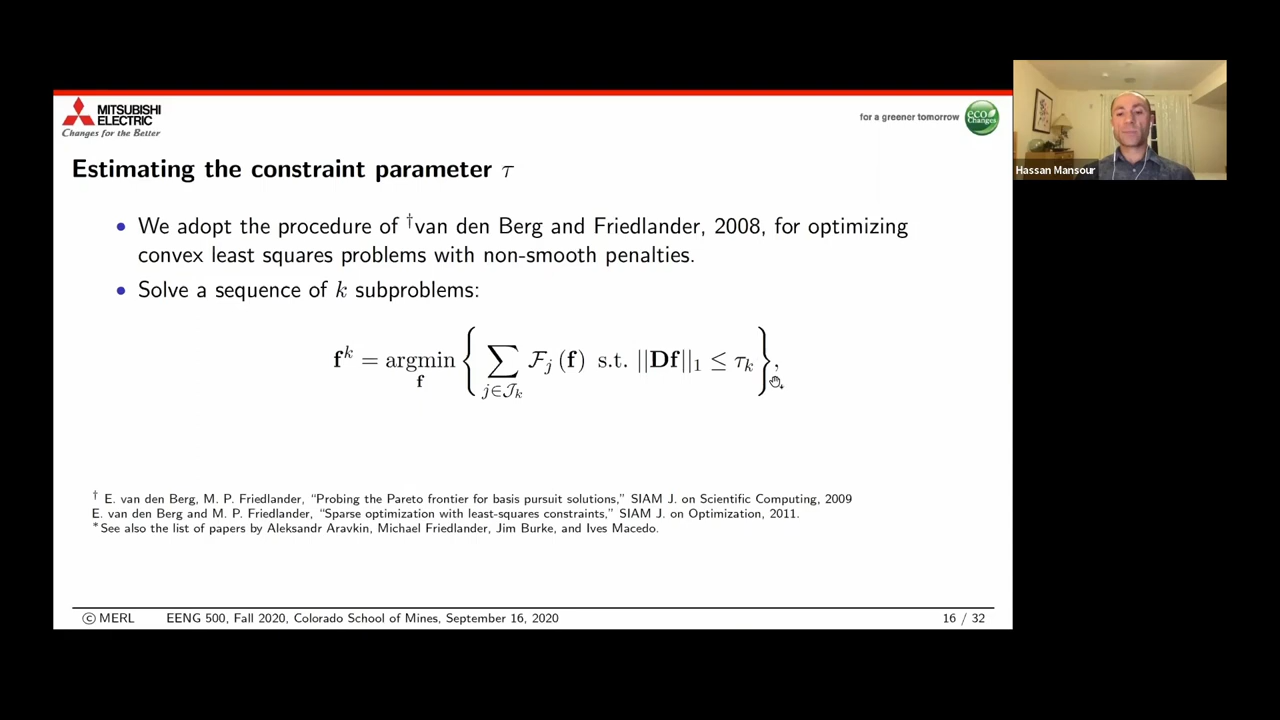 MITSUBISHI
ELECTRIC
Changes for the Better
for a greener tomorrow
eco
Changes
Hassan Mansour
Estimating the constraint parameter τ
• We adopt the procedure of †van den Berg and Friedlander, 2008, for optimizing
convex least squares problems with non-smooth penalties.
• Solve a sequence of k subproblems:
f^k = argmin_f { ∑_{j∈𝒥_k} ℱ_j (f) s.t. ||Df||_1 ≤ τ_k },
† E. van den Berg, M. P. Friedlander, “Probing the Pareto frontier for basis pursuit solutions,” SIAM J. on Scientific Computing, 2009
E. van den Berg and M. P. Friedlander, “Sparse optimization with least-squares constraints,” SIAM J. on Optimization, 2011.
*See also the list of papers by Aleksandr Aravkin, Michael Friedlander, Jim Burke, and Ives Macedo.
© MERL EENG 500, Fall 2020, Colorado School of Mines, September 16, 2020 16 / 32